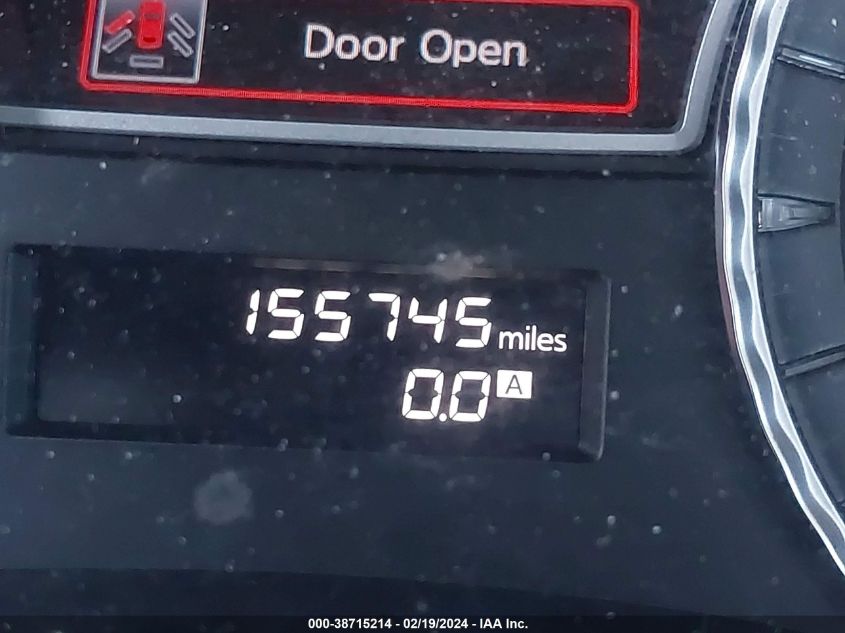 Door Open
155745 miles
0.0 A
000-38715214 - 02/19/2024 - IAA Inc.